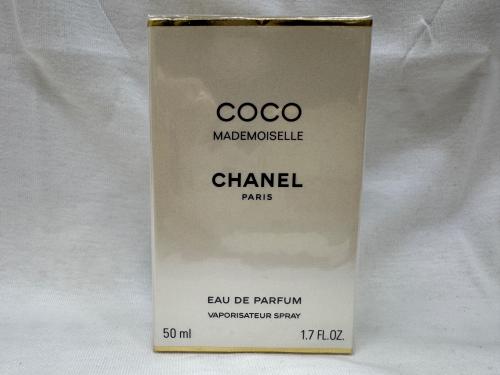 COCO
MADEMOISELLE
CHANEL
PARIS
EAU DE PARFUM
VAPORISATEUR SPRAY
50 ml 1.7 FL.OZ.